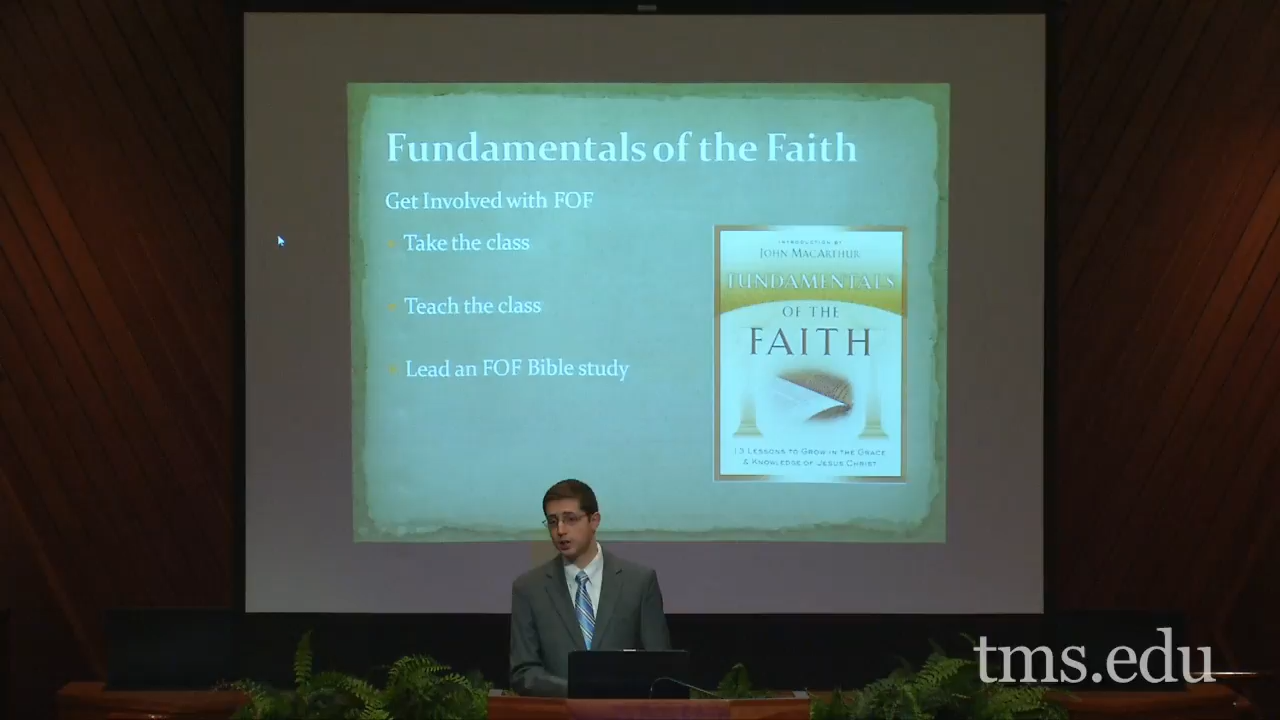 Fundamentals of the Faith
Get Involved with FOF
Take the class
Teach the class
Lead an FOF Bible study
INTRODUCTION BY
JOHN MACARTHUR
FUNDAMENTALS
OF THE
FAITH
13 LESSONS TO GROW IN THE GRACE
& KNOWLEDGE OF JESUS CHRIST
tms.edu